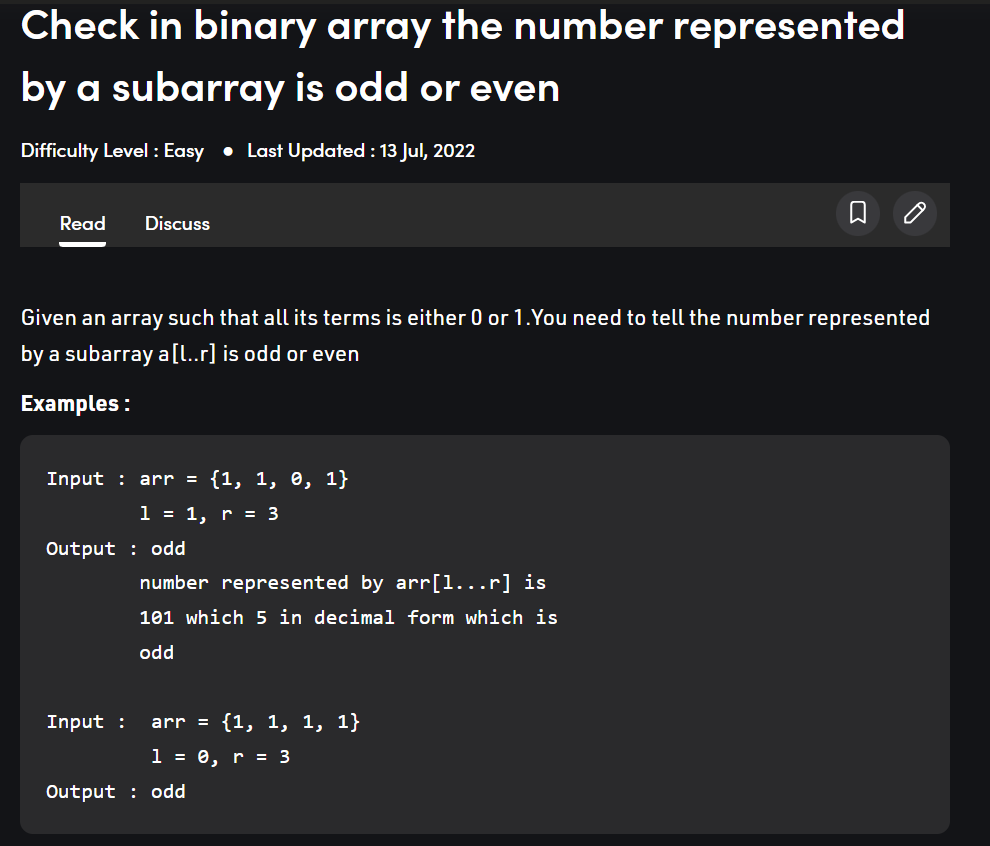 Check in binary array the number represented
by a subarray is odd or even
Difficulty Level : Easy ● Last Updated : 13 Jul, 2022
Read Discuss
Given an array such that all its terms is either 0 or 1.You need to tell the number represented
by a subarray a[l..r] is odd or even
Examples :
Input : arr = {1, 1, 0, 1}
l = 1, r = 3
Output : odd
number represented by arr[l...r] is
101 which 5 in decimal form which is
odd
Input : arr = {1, 1, 1, 1}
l = 0, r = 3
Output : odd